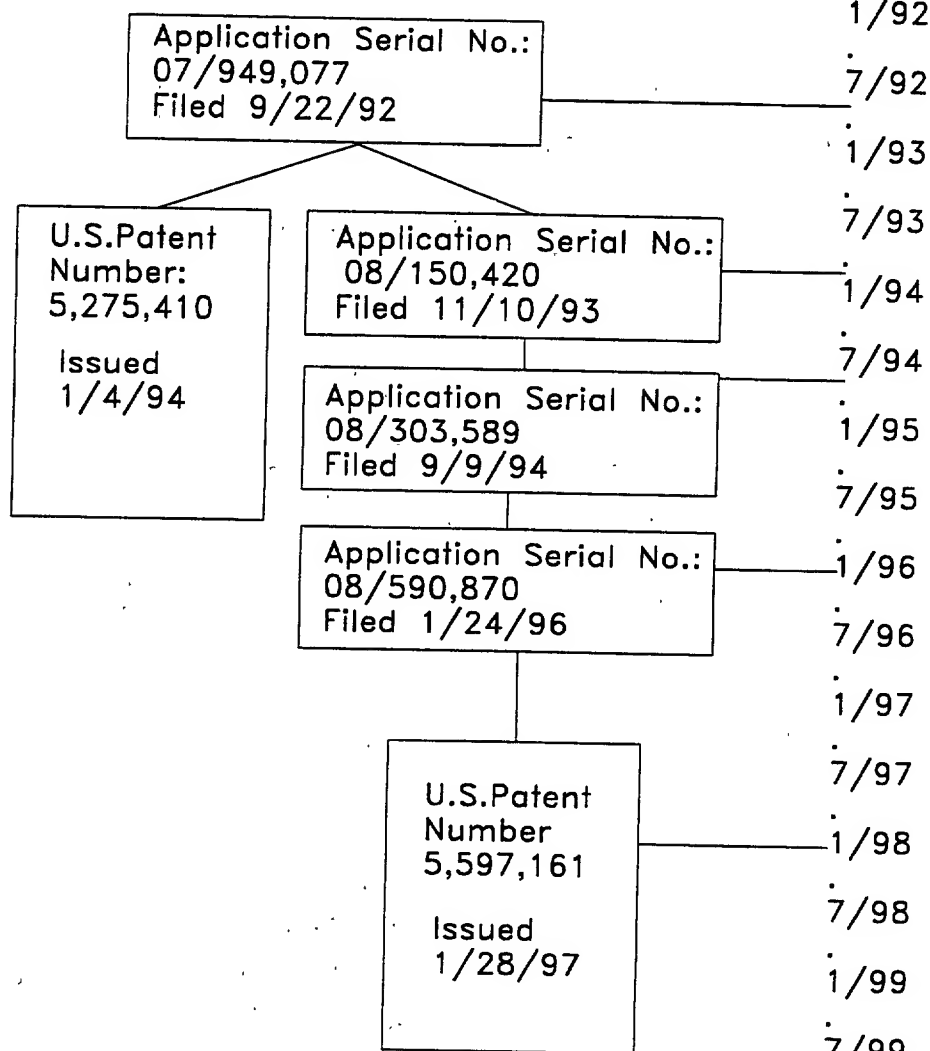 Application Serial No.:
07/949,077
Filed 9/22/92
U.S.Patent
Number:
5,275,410
Issued
1/4/94
Application Serial No.:
08/150,420
Filed 11/10/93
Application Serial No.:
08/303,589
Filed 9/9/94
Application Serial No.:
08/590,870
Filed 1/24/96
U.S.Patent
Number
5,597,161
Issued
1/28/97
1/92
7/92
1/93
7/93
1/94
7/94
1/95
7/95
1/96
7/96
1/97
7/97
1/98
7/98
1/99
7/99